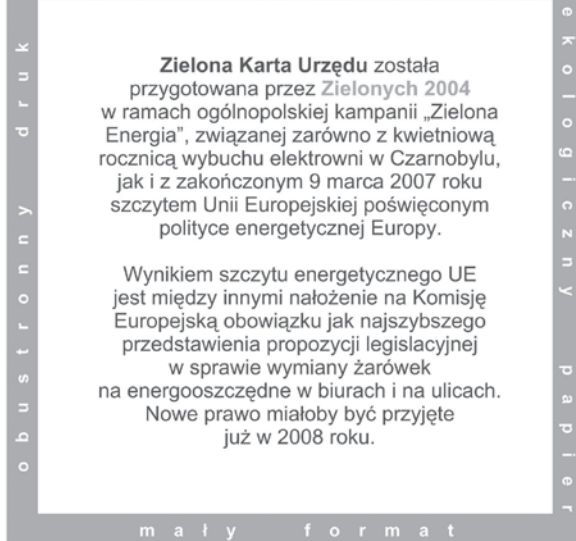 Zielona Karta Urzędu została
przygotowana przez Zielonych 2004
w ramach ogólnopolskiej kampanii „Zielona
Energia”, związanej zarówno z kwietniową
rocznicą wybuchu elektrowni w Czarnobylu,
jak i z zakończonym 9 marca 2007 roku
szczytem Unii Europejskiej poświęconym
polityce energetycznej Europy.
Wynikiem szczytu energetycznego UE
jest między innymi nałożenie na Komisję
Europejską obowiązku jak najszybszego
przedstawienia propozycji legislacyjnej
w sprawie wymiany żarówek
na energooszczędne w biurach i na ulicach.
Nowe prawo miałoby być przyjęte
już w 2008 roku.
obustronny druk
ekologiczny papier
mały format